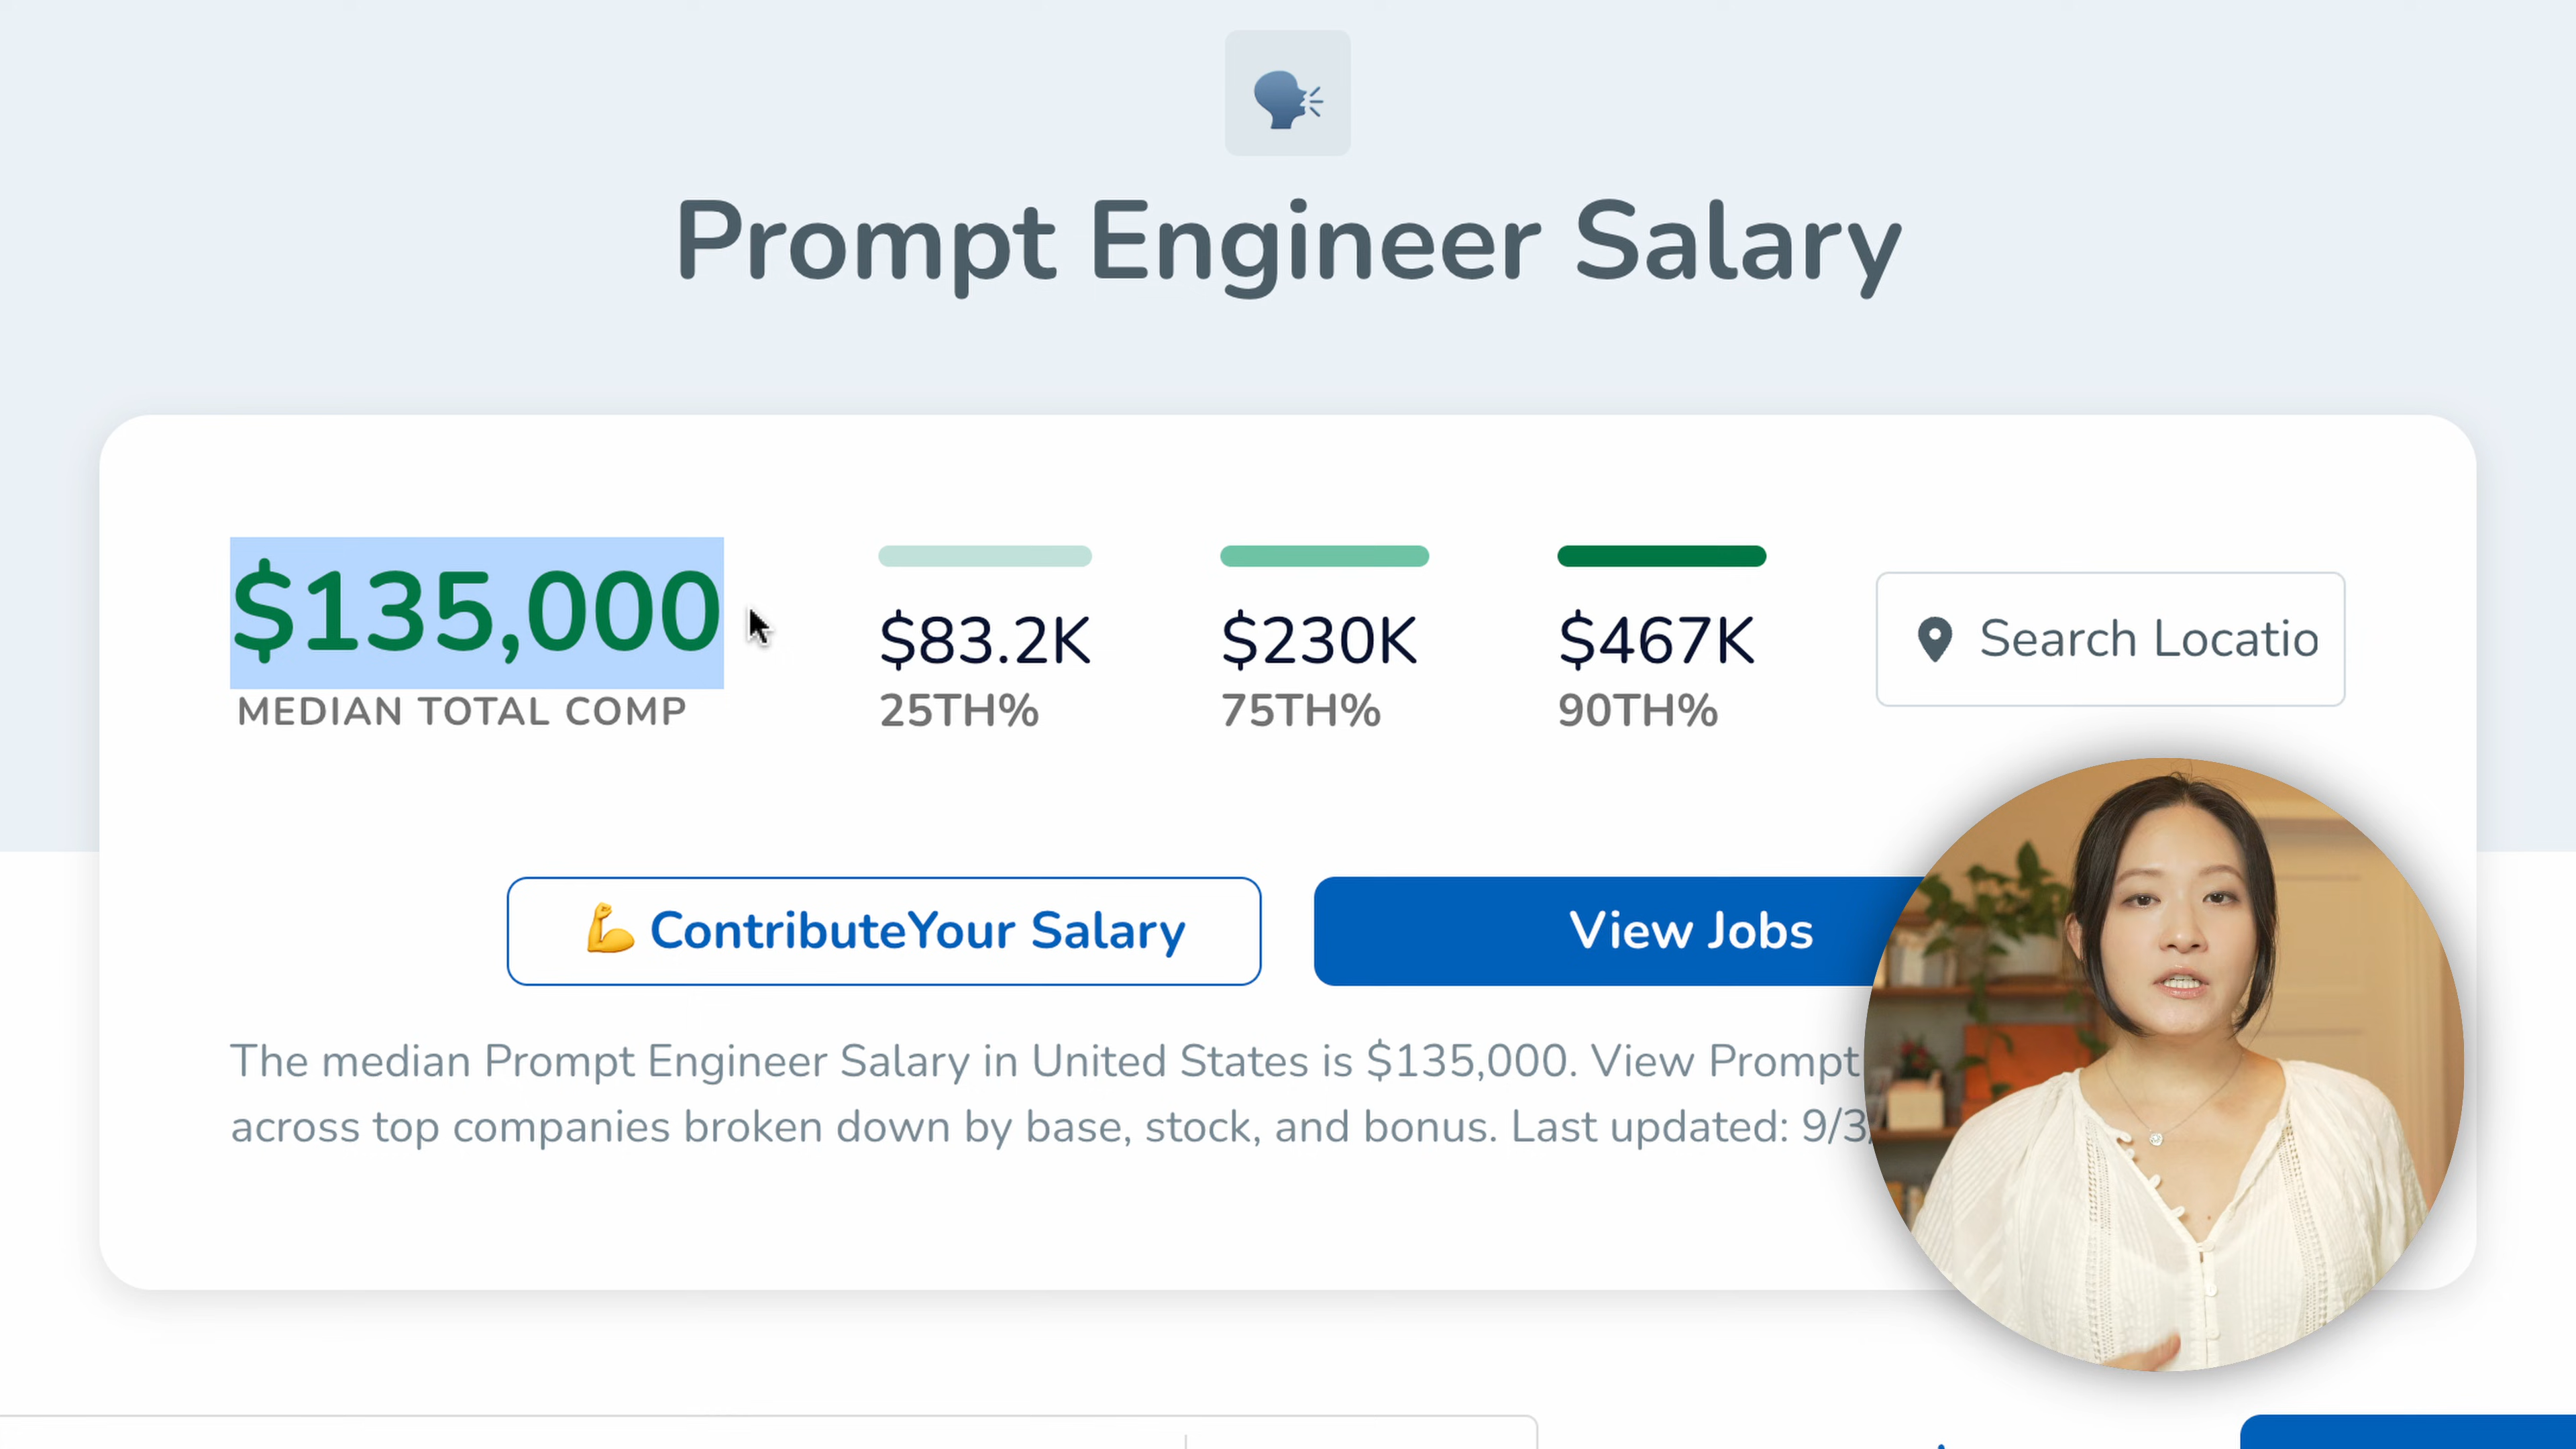 Prompt Engineer Salary
$135,000
MEDIAN TOTAL COMP
$83.2K
25TH%
$230K
75TH%
$467K
90TH%
Search Locatio
ContributeYour Salary
View Jobs
The median Prompt Engineer Salary in United States is $135,000. View Prompt
across top companies broken down by base, stock, and bonus. Last updated: 9/3/